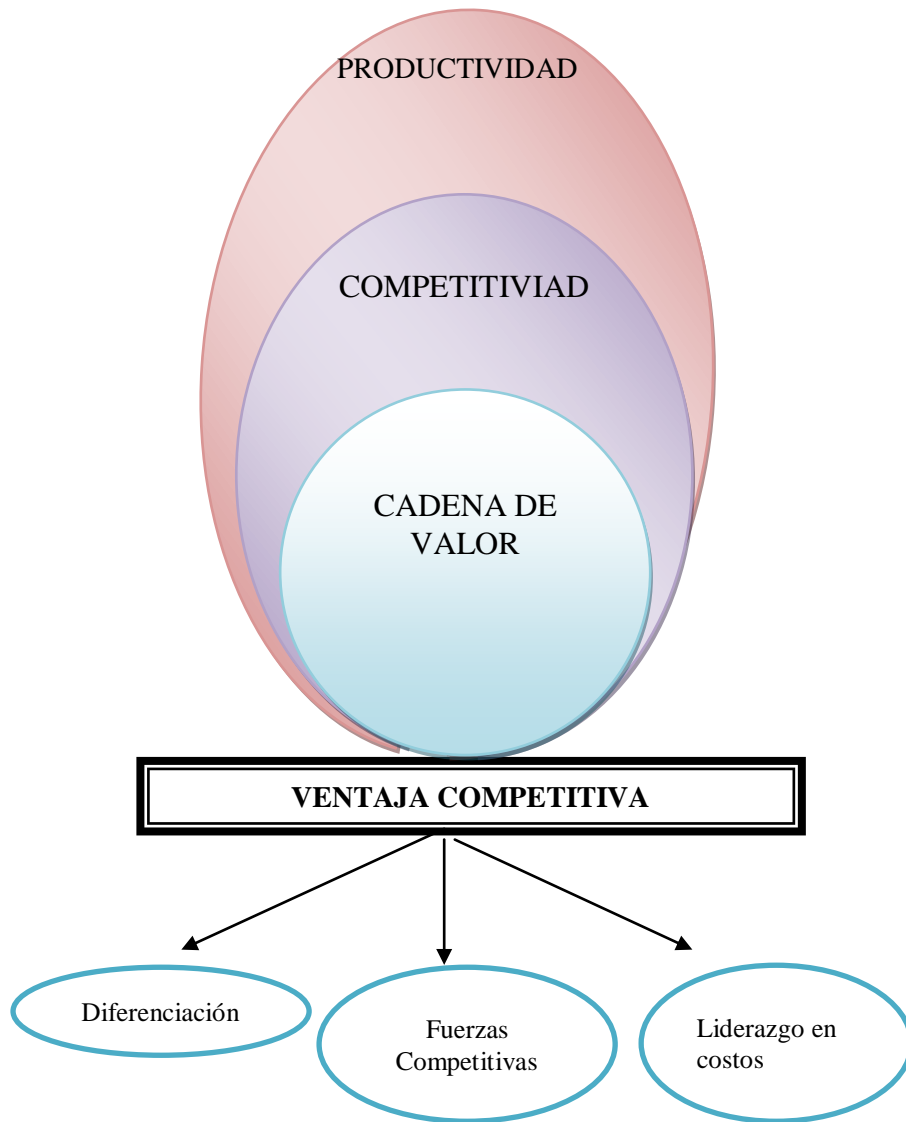 PRODUCTIVIDAD
COMPETITIVIAD
CADENA DE
VALOR
VENTAJA COMPETITIVA
Diferenciación
Fuerzas
Competitivas
Liderazgo en
costos